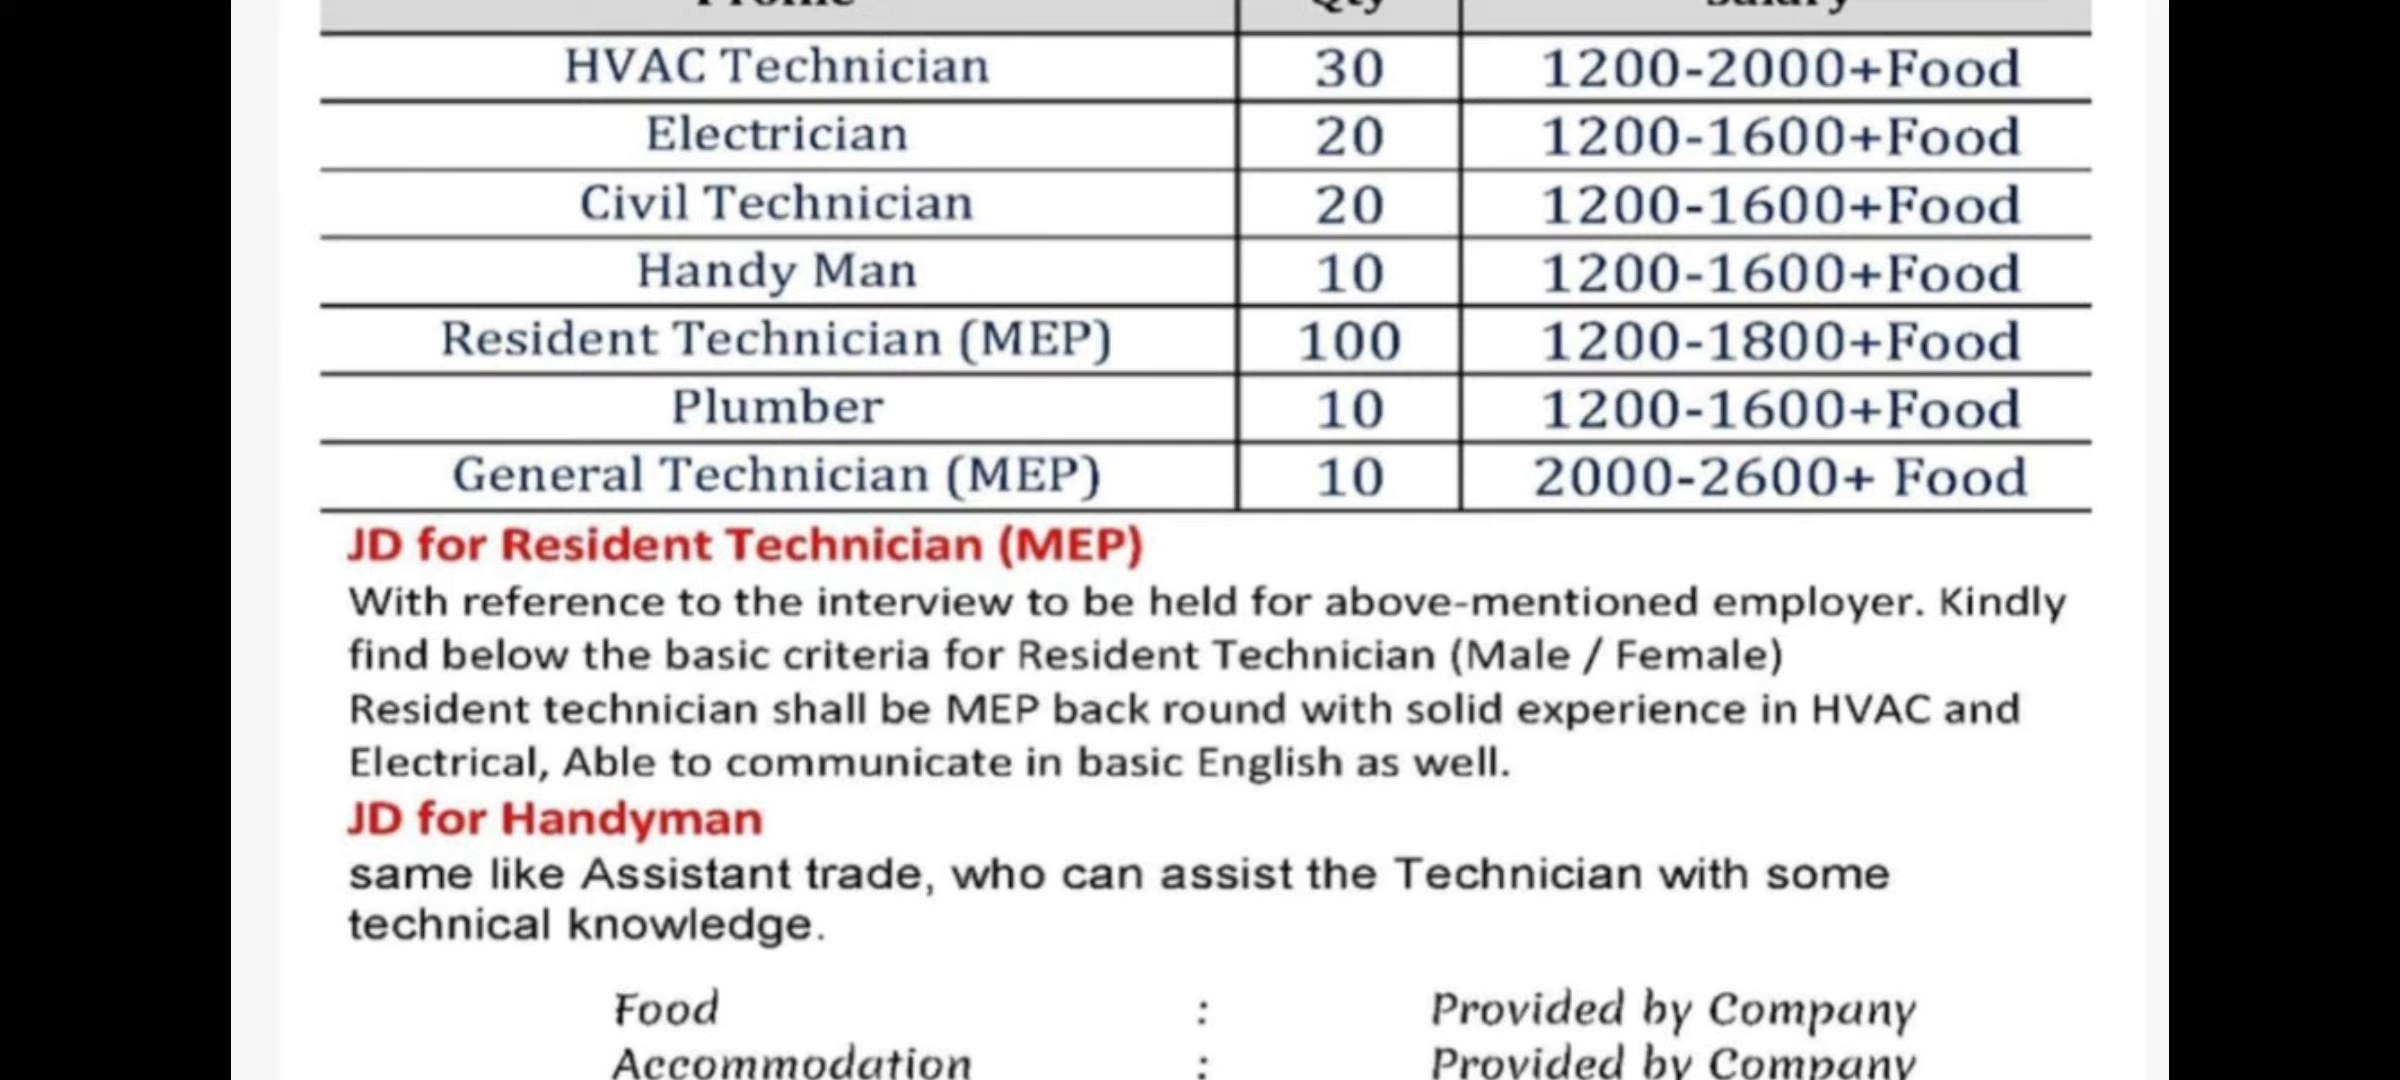 Profile Qty Salary
HVAC Technician 30 1200-2000+Food
Electrician 20 1200-1600+Food
Civil Technician 20 1200-1600+Food
Handy Man 10 1200-1600+Food
Resident Technician (MEP) 100 1200-1800+Food
Plumber 10 1200-1600+Food
General Technician (MEP) 10 2000-2600+ Food
JD for Resident Technician (MEP)
With reference to the interview to be held for above-mentioned employer. Kindly
find below the basic criteria for Resident Technician (Male / Female)
Resident technician shall be MEP back round with solid experience in HVAC and
Electrical, Able to communicate in basic English as well.
JD for Handyman
same like Assistant trade, who can assist the Technician with some
technical knowledge.
Food : Provided by Company
Accommodation : Provided by Company